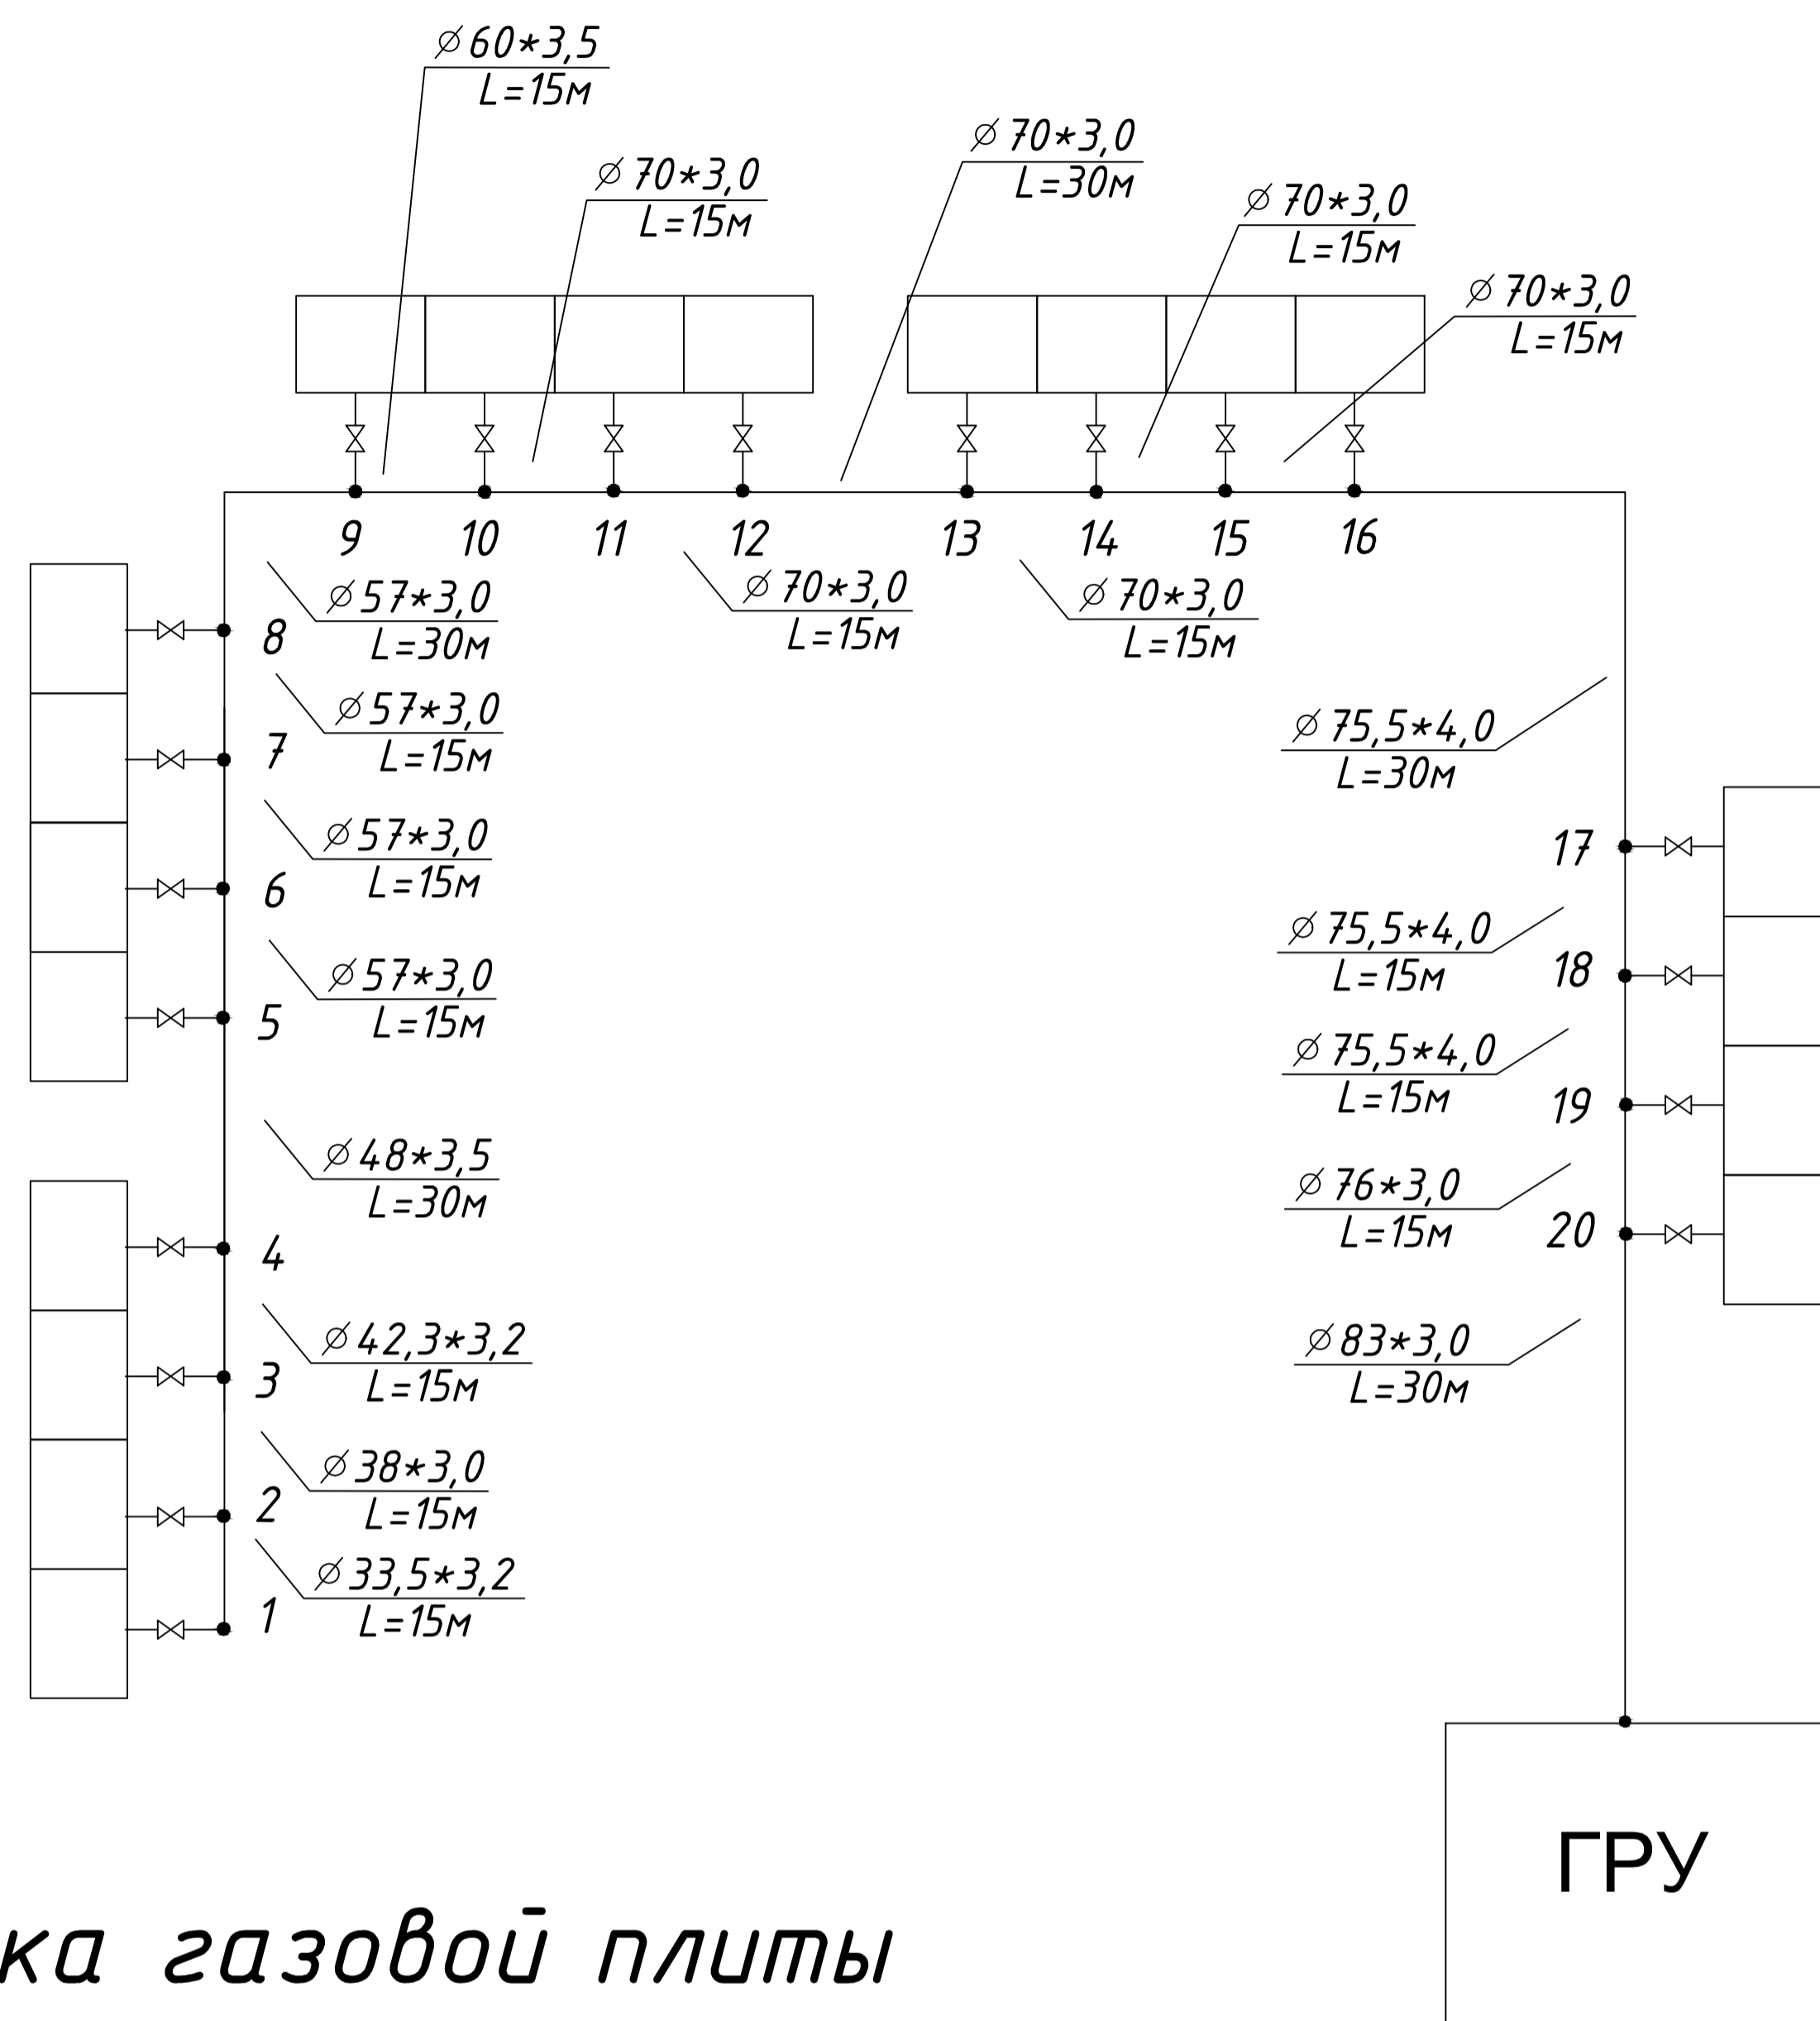 ⌀ 60*3,5
L=15м
⌀ 70*3,0
L=15м
⌀ 70*3,0
L=30м
⌀ 70*3,0
L=15м
⌀ 70*3,0
L=15м
9
10
11
12
13
14
15
16
⌀ 57*3,0
L=30м
⌀ 70*3,0
L=15м
⌀ 70*3,0
L=15м
8
⌀ 57*3,0
L=15м
7
⌀ 57*3,0
L=15м
6
⌀ 57*3,0
L=15м
5
⌀ 48*3,5
L=30м
4
⌀ 42,3*3,2
L=15м
3
⌀ 38*3,0
L=15м
2
⌀ 33,5*3,2
L=15м
1
⌀ 75,5*4,0
L=30м
17
⌀ 75,5*4,0
L=15м
18
⌀ 75,5*4,0
L=15м
19
⌀ 76*3,0
L=15м
20
⌀ 83*3,0
L=30м
ГРУ
ка газовой плиты